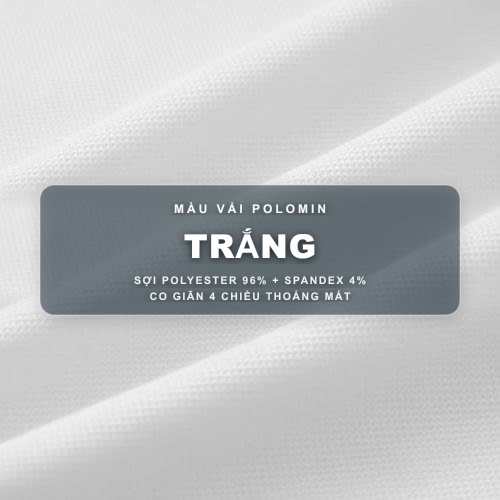 MÀU VẢI POLOMIN
TRẮNG
SỢI POLYESTER 96% + SPANDEX 4%
CO GIÃN 4 CHIỀU THOÁNG MÁT